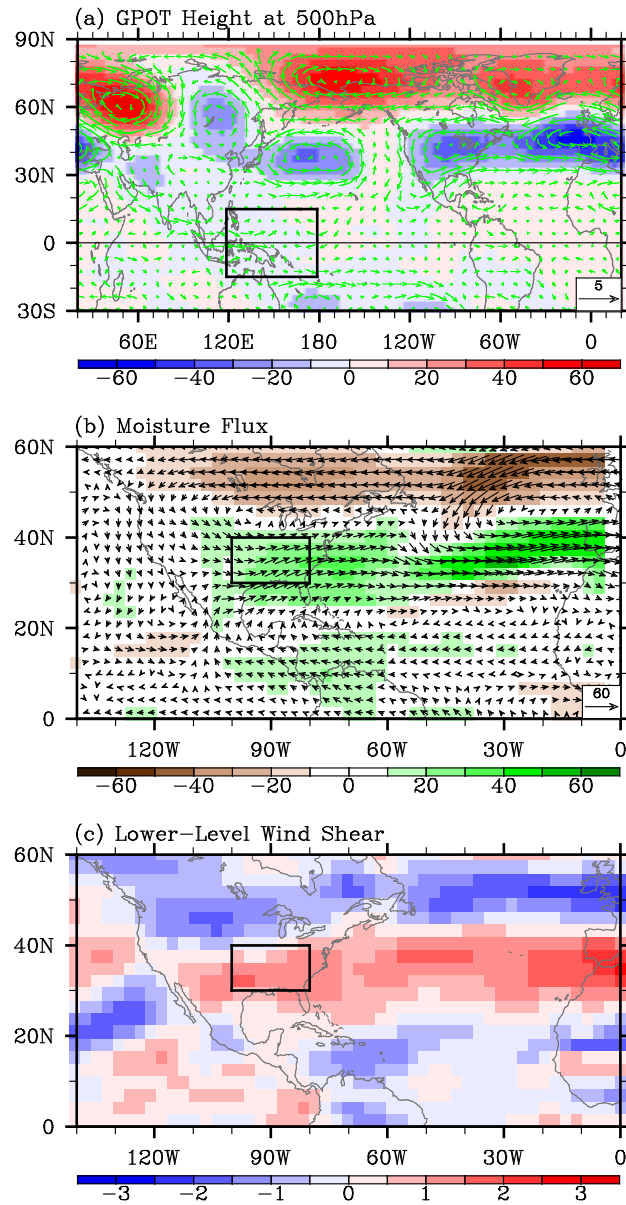 (a) GPOT Height at 500hPa
90N
60N
30N
0
30S
5
60E 120E 180 120W 60W 0
−60 −40 −20 0 20 40 60
(b) Moisture Flux
60N
40N
20N
0
60
120W 90W 60W 30W 0
−60 −40 −20 0 20 40 60
(c) Lower−Level Wind Shear
60N
40N
20N
0
120W 90W 60W 30W 0
−3 −2 −1 0 1 2 3